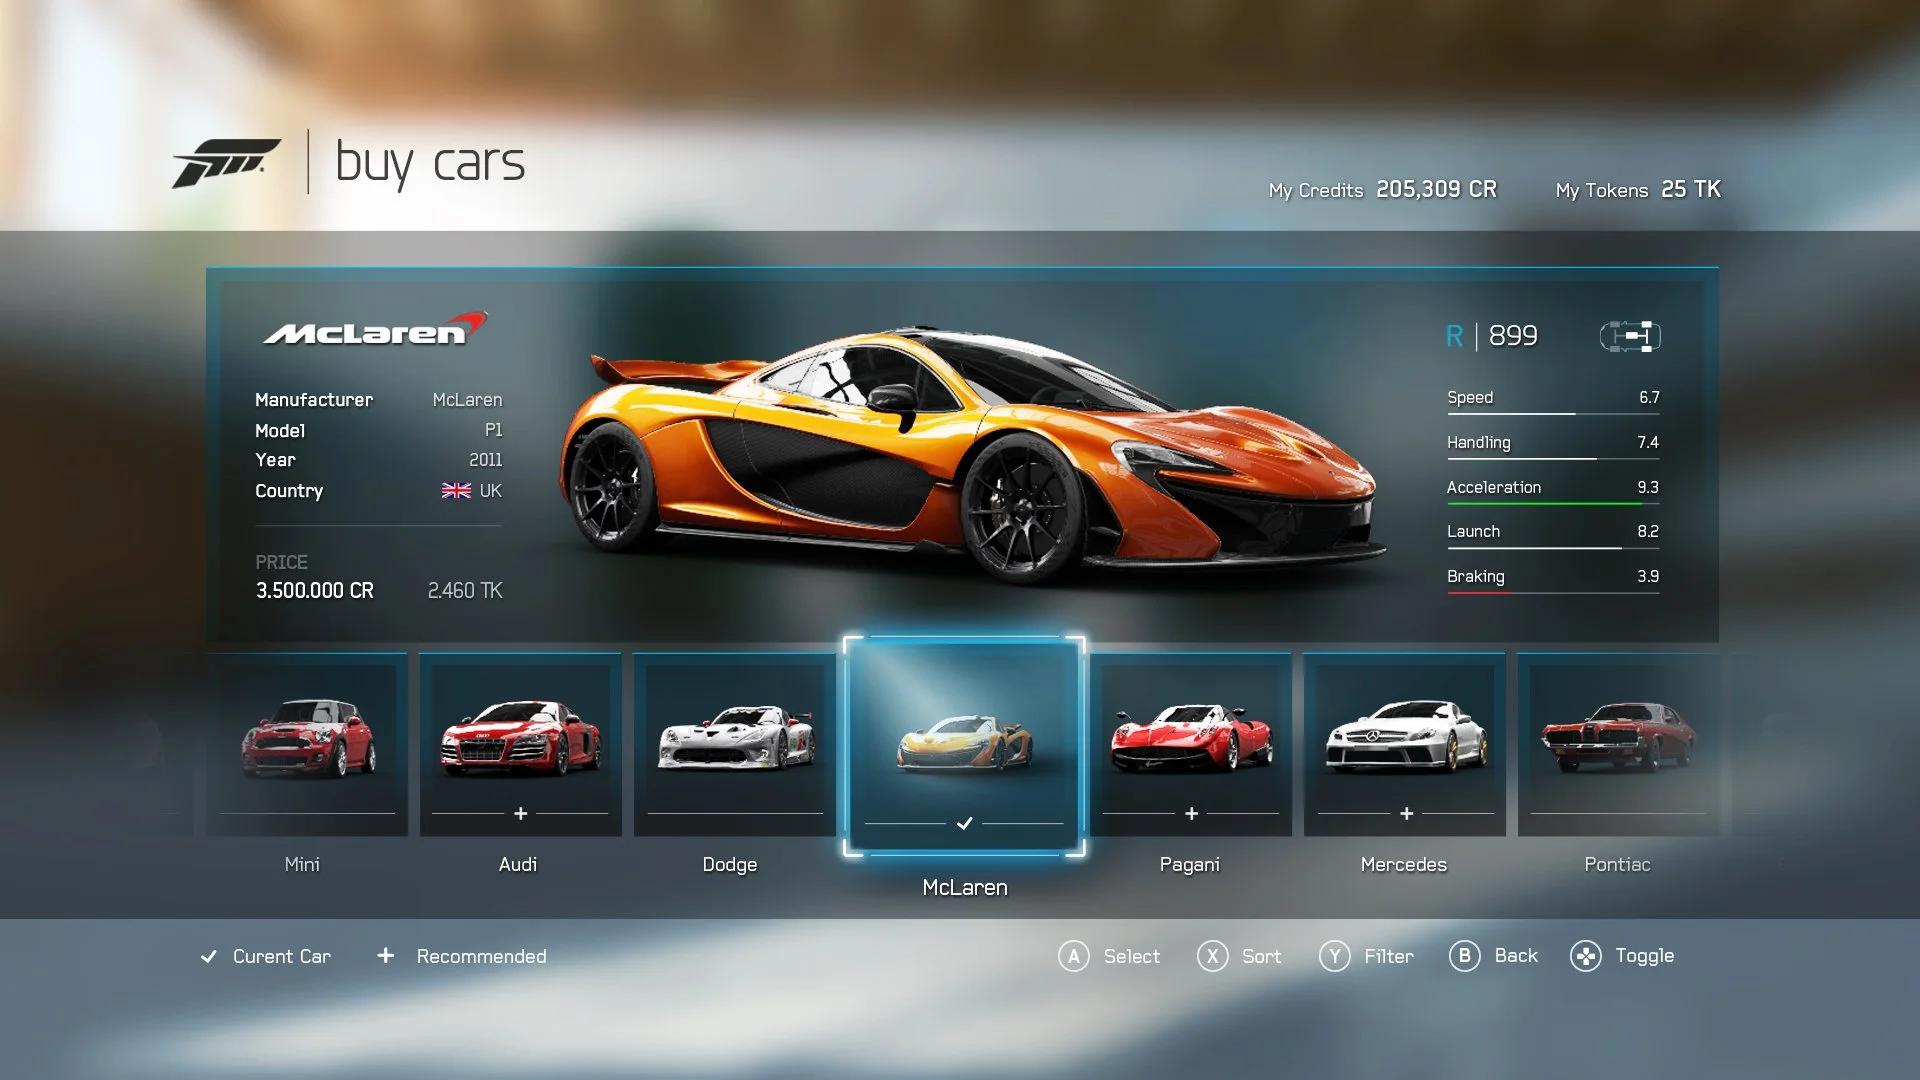 buy cars
My Credits 205,309 CR My Tokens 25 TK
McLaren
R | 899
Manufacturer McLaren
Model P1
Year 2011
Country UK
PRICE
3.500.000 CR 2.460 TK
Speed 6.7
Handling 7.4
Acceleration 9.3
Launch 8.2
Braking 3.9
Mini Audi Dodge McLaren Pagani Mercedes Pontiac
✓ Curent Car + Recommended
A Select X Sort Y Filter B Back Toggle